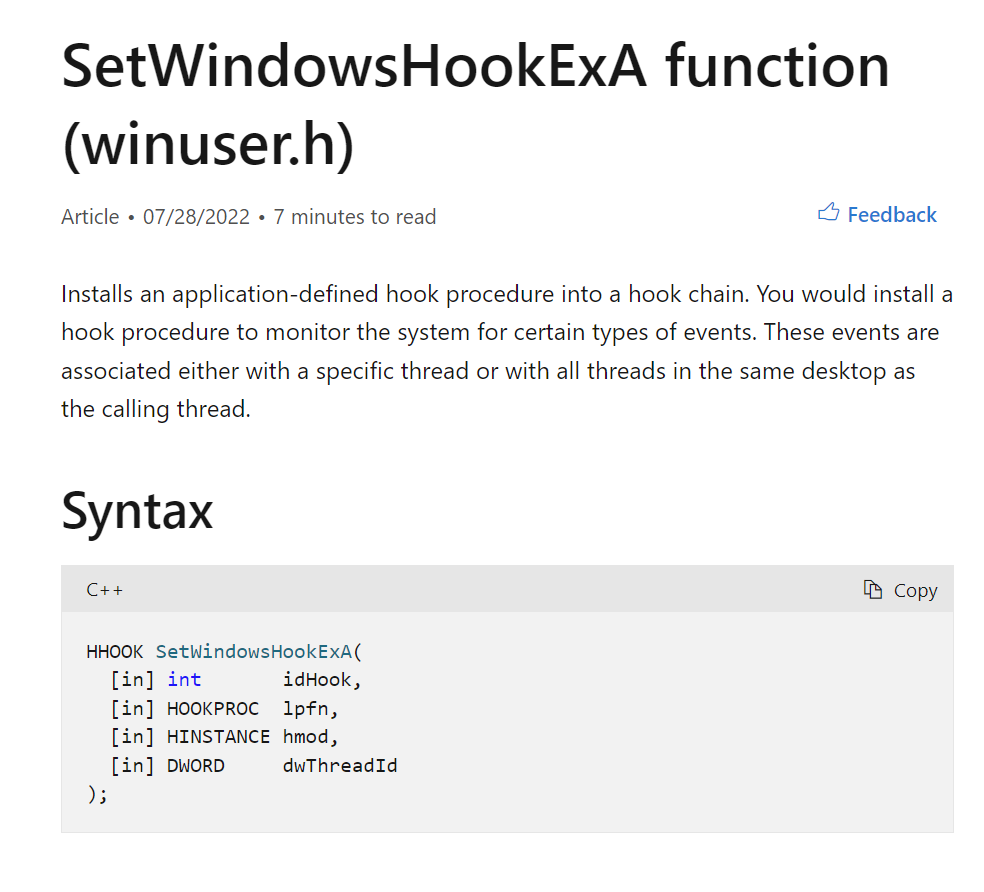 SetWindowsHookExA function
(winuser.h)
Article • 07/28/2022 • 7 minutes to read
Feedback
Installs an application-defined hook procedure into a hook chain. You would install a
hook procedure to monitor the system for certain types of events. These events are
associated either with a specific thread or with all threads in the same desktop as
the calling thread.
Syntax
C++
Copy
HHOOK SetWindowsHookExA(
  [in] int       idHook,
  [in] HOOKPROC  lpfn,
  [in] HINSTANCE hmod,
  [in] DWORD     dwThreadId
);